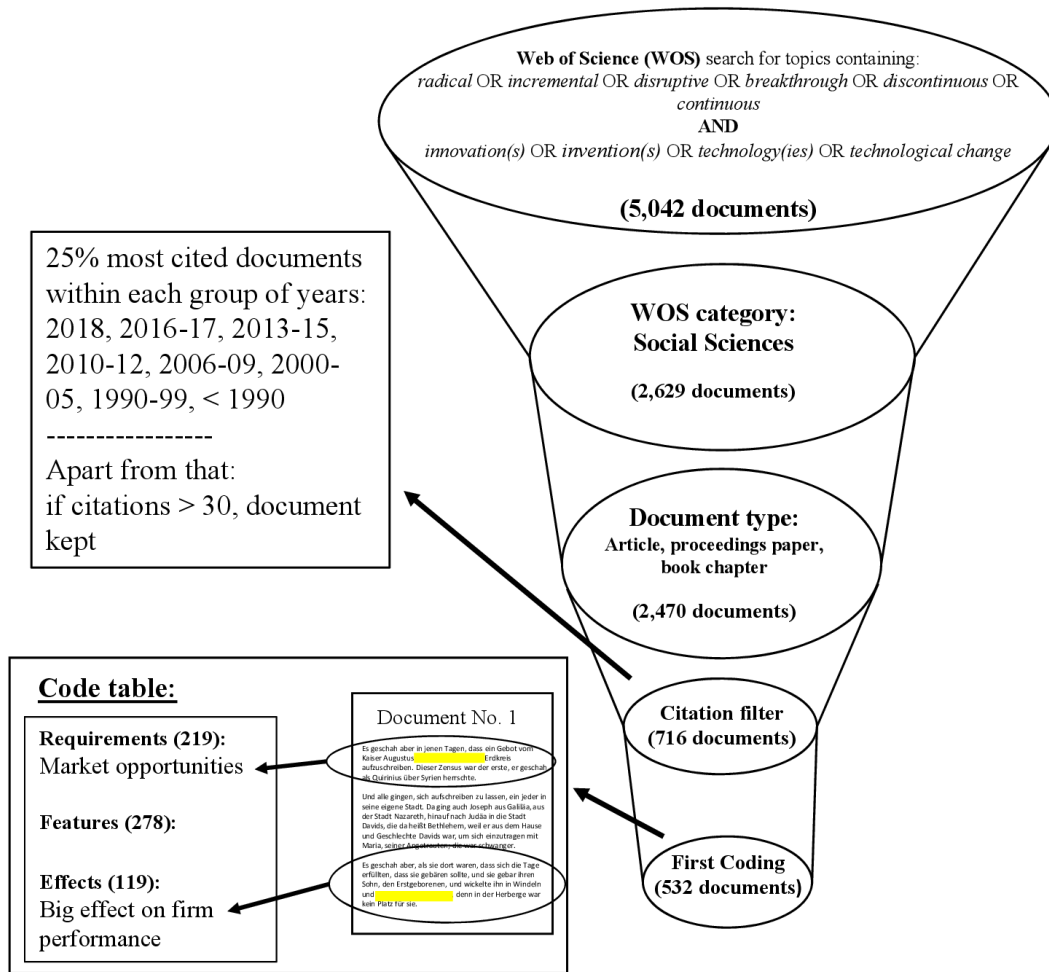 Web of Science (WOS) search for topics containing:
radical OR incremental OR disruptive OR breakthrough OR discontinuous OR
continuous
AND
innovation(s) OR invention(s) OR technology(ies) OR technological change
(5,042 documents)
25% most cited documents
within each group of years:
2018, 2016-17, 2013-15,
2010-12, 2006-09, 2000-
05, 1990-99, < 1990
-----------------
Apart from that:
if citations > 30, document
kept
WOS category:
Social Sciences
(2,629 documents)
Document type:
Article, proceedings paper,
book chapter
(2,470 documents)
Citation filter
(716 documents)
First Coding
(532 documents)
Code table:
Requirements (219):
Market opportunities
Features (278):
Effects (119):
Big effect on firm
performance
Document No. 1
Es geschah aber in jenen Tagen, dass ein Gebot vom
Kaiser Augustus Erdkreis
aufzuschreiben. Dieser Zensus war der erste, er geschah
als Quirinius über Syrien herrschte.
Und alle gingen, sich aufschreiben zu lassen, ein jeder in
seine eigene Stadt. Da ging auch Joseph aus Galiläa, aus
der Stadt Nazareth, hinauf nach Judäa in die Stadt
Davids, die da heißt Bethlehem, weil er aus dem Hause
und Geschlechte Davids war, um sich einzutragen mit
Maria, seiner Angetrauten, die war schwanger.
Es geschah aber, als sie dort waren, dass sich die Tage
erfüllten, dass sie gebären sollte, und sie gebar ihren
Sohn, den Erstgeborenen, und wickelte ihn in Windeln
und denn in der Herberge war
kein Platz für sie.